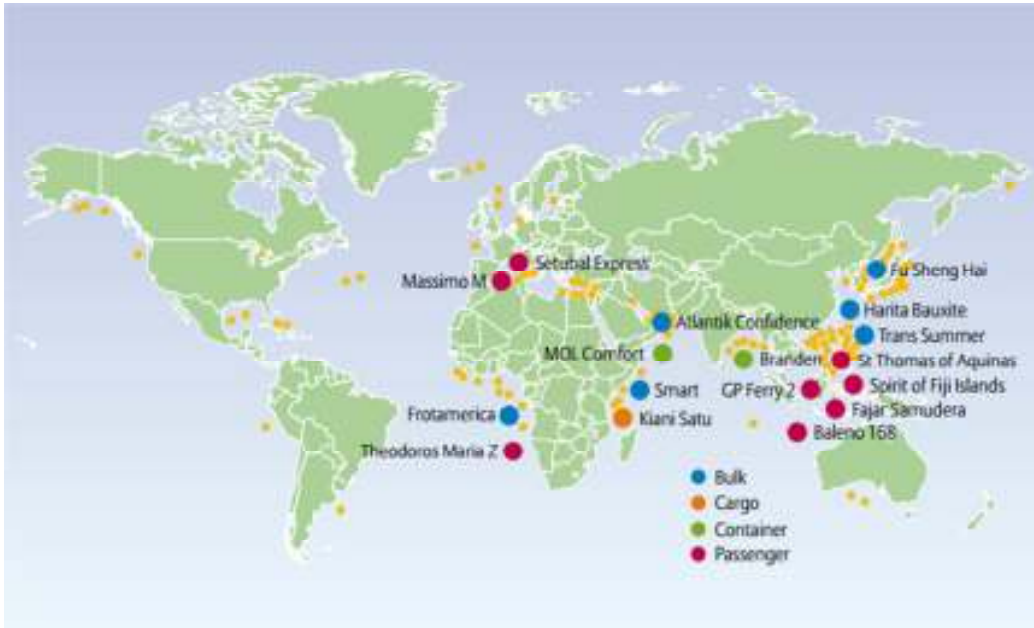 Setubal Express
Massimo M
Fu Sheng Hai
Harita Bauxite
Atlantik Confidence
Trans Summer
MOL Comfort
Branden
St Thomas of Aquinas
Smart
GP Ferry 2
Spirit of Fiji Islands
Frotamerica
Kiani Satu
Fajar Samudera
Baleno 168
Theodoros Maria Z
Bulk
Cargo
Container
Passenger